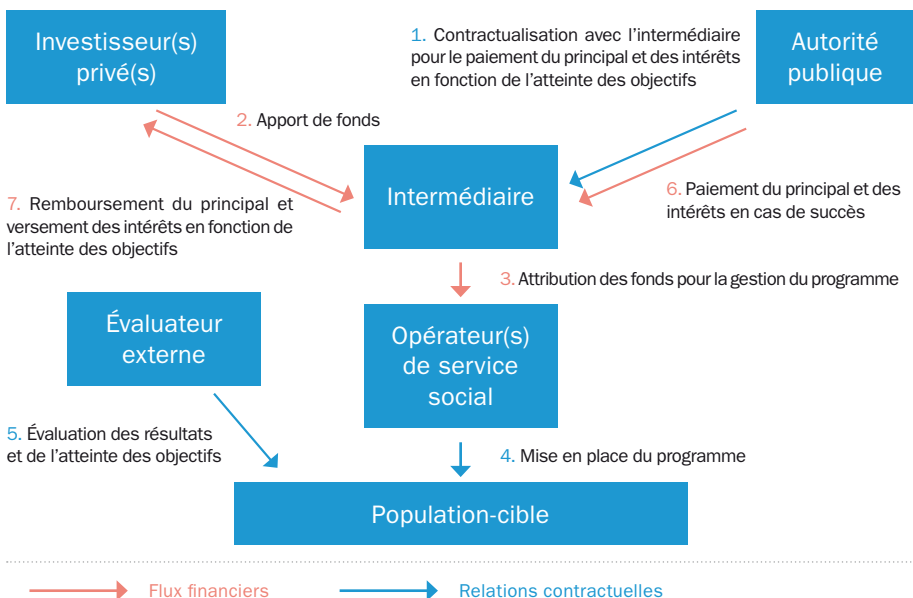 Investisseur(s)
privé(s)
1. Contractualisation avec l'intermédiaire
pour le paiement du principal et des intérêts
en fonction de l'atteinte des objectifs
Autorité
publique
2. Apport de fonds
Intermédiaire
6. Paiement du principal et des
intérêts en cas de succès
7. Remboursement du principal et
versement des intérêts en fonction de
l'atteinte des objectifs
3. Attribution des fonds pour la gestion du programme
Évaluateur
externe
Opérateur(s)
de service
social
5. Évaluation des résultats
et de l'atteinte des objectifs
4. Mise en place du programme
Population-cible
Flux financiers
Relations contractuelles